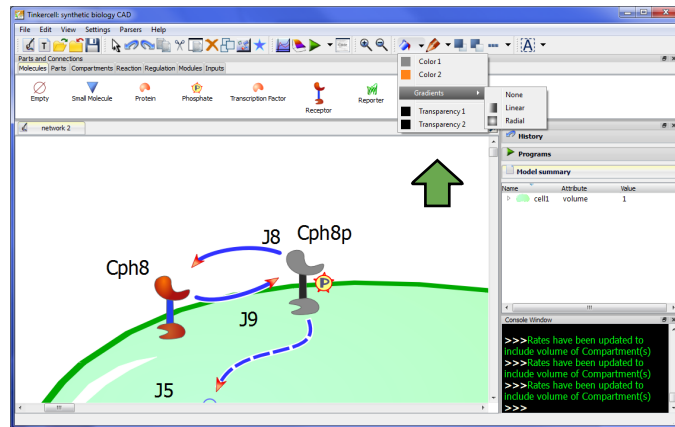 Tinkercell: synthetic biology CAD
File Edit View Settings Parsers Help
Parts and Connections
Molecules Parts Compartments Reaction Regulation Modules Inputs
Empty Small Molecule Protein Phosphate Transcription Factor Receptor Reporter
Color 1
Color 2
Gradients
Transparency 1
Transparency 2
None
Linear
Radial
network 2
History
Programs
Model summary
Name Attribute Value
cell1 volume 1
Cph8
J8
Cph8p
P
J9
J5
Console Window
>>>Rates have been updated to
include volume of Compartment(s)
>>>Rates have been updated to
include volume of Compartment(s)
>>>Rates have been updated to
include volume of Compartment(s)
>>>